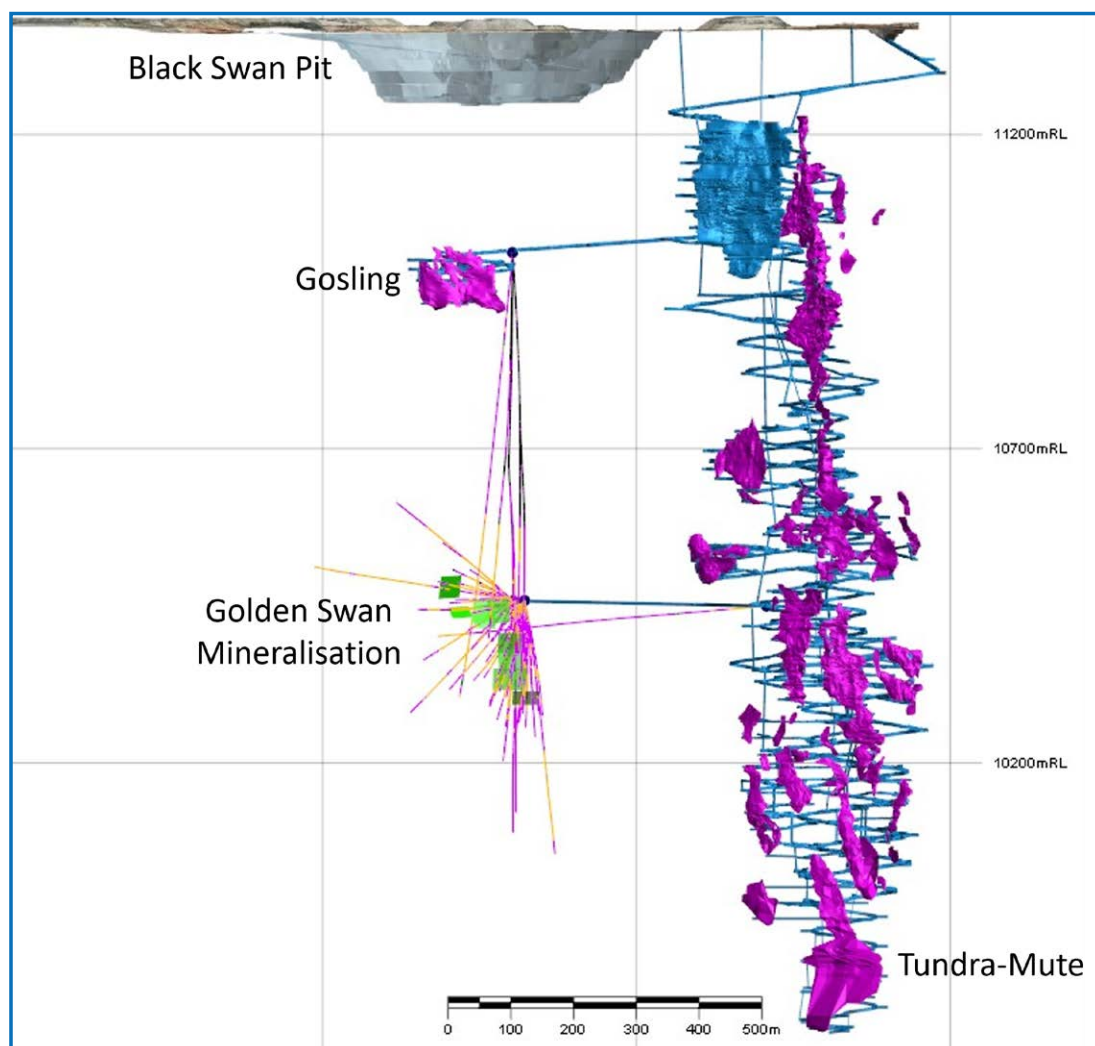 Black Swan Pit
11200mRL
Gosling
10700mRL
Golden Swan
Mineralisation
10200mRL
Tundra-Mute
0 100 200 300 400 500m